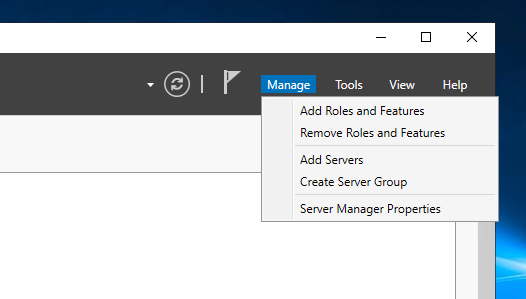 Manage Tools View Help
Add Roles and Features
Remove Roles and Features
Add Servers
Create Server Group
Server Manager Properties